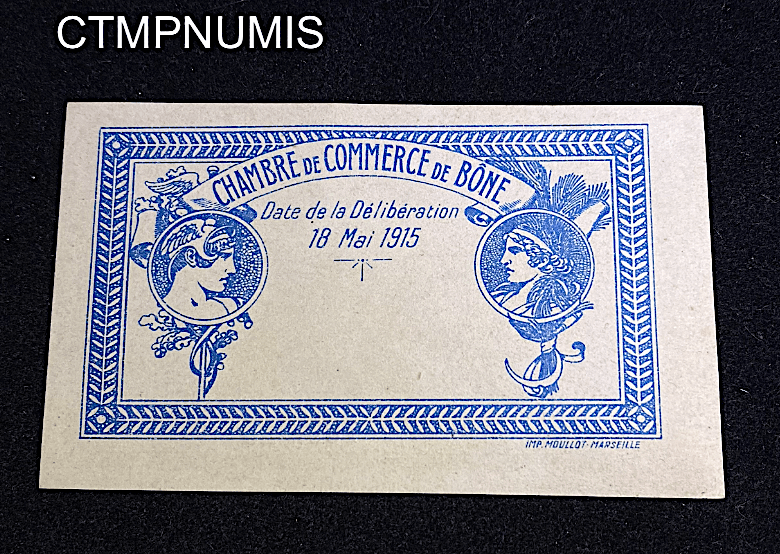 CTMPNUMIS
CHAMBRE DE COMMERCE DE BÔNE
Date de la Délibération
18 Mai 1915
IMP. MOULLOT-MARSEILLE